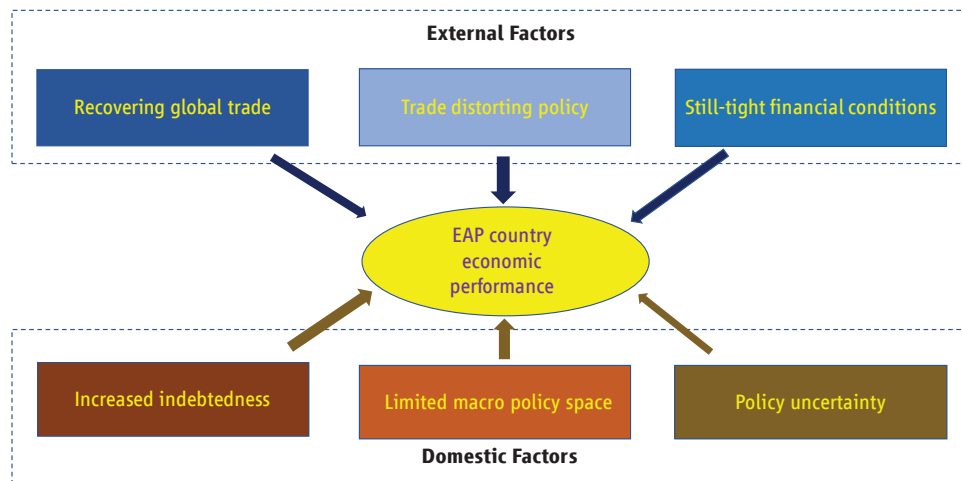 External Factors
Recovering global trade
Trade distorting policy
Still-tight financial conditions
EAP country
economic
performance
Increased indebtedness
Limited macro policy space
Policy uncertainty
Domestic Factors